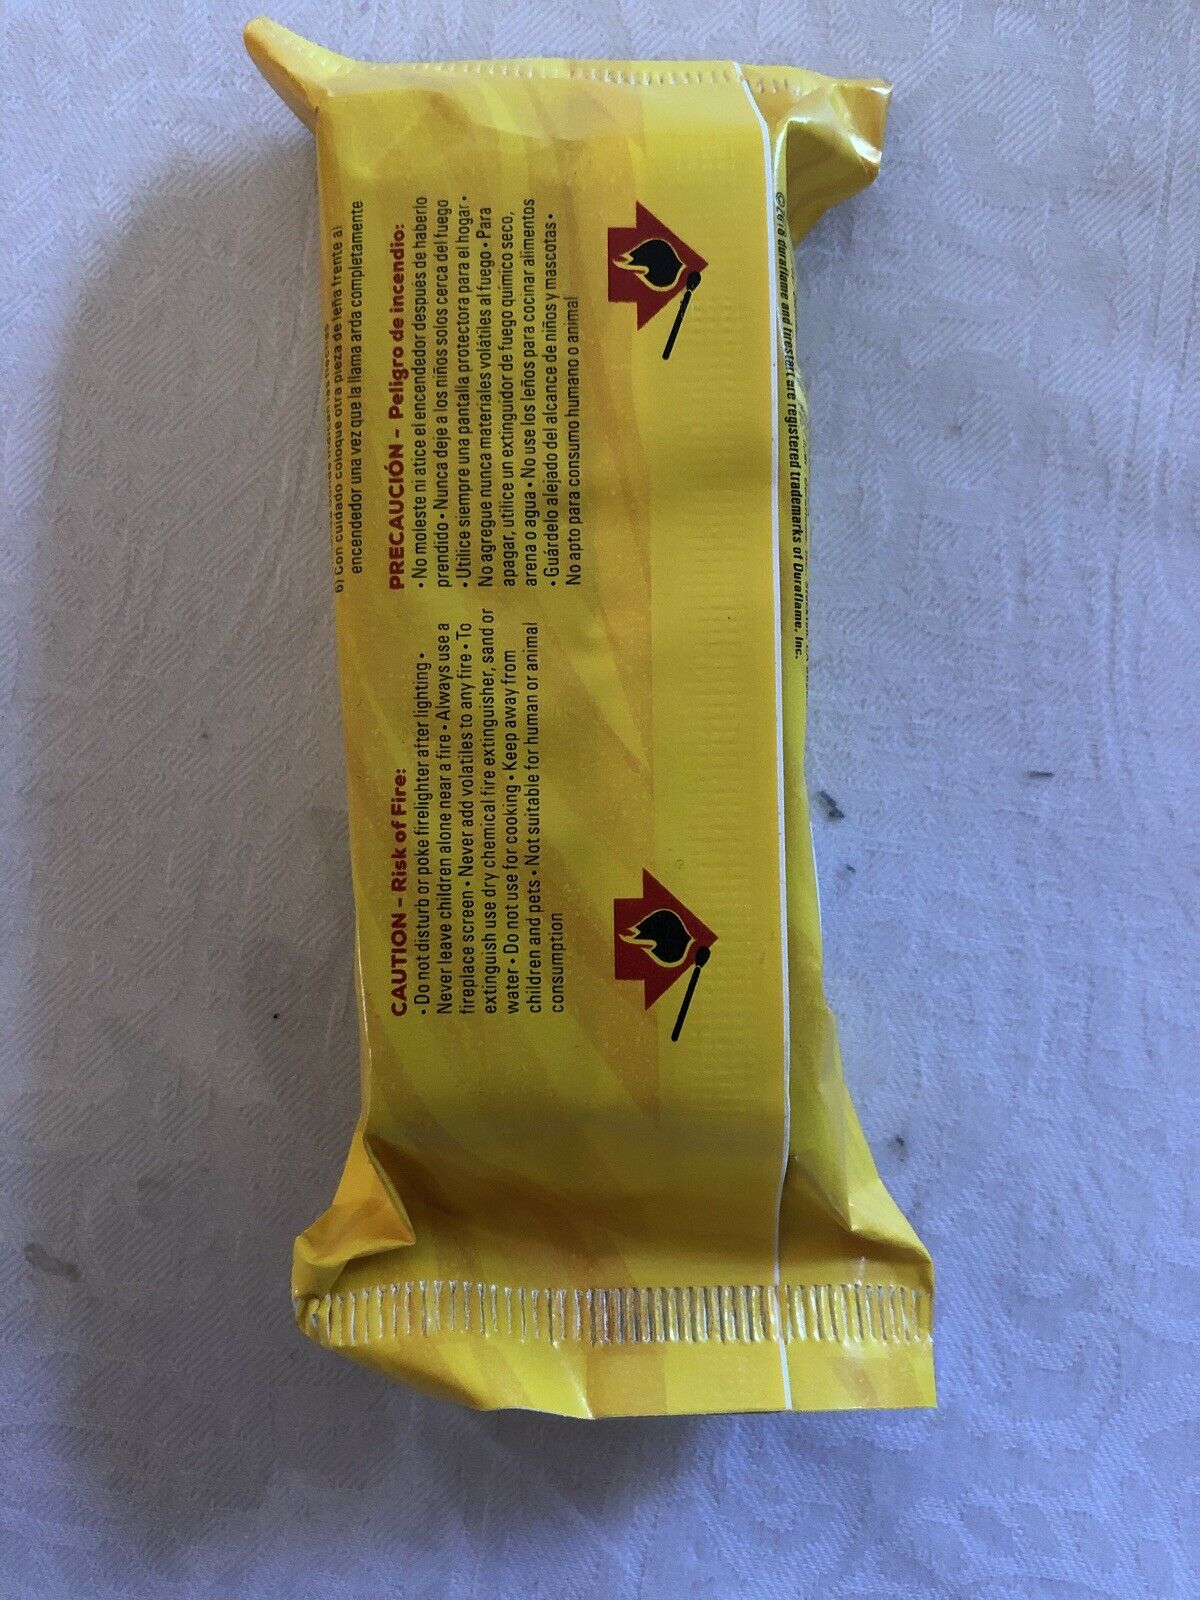 CAUTION – Risk of Fire:
• Do not disturb or poke firelighter after lighting •
Never leave children alone near a fire • Always use a
fireplace screen • Never add volatiles to any fire • To
extinguish use dry chemical fire extinguisher, sand or
water • Do not use for cooking • Keep away from
children and pets • Not suitable for human or animal
consumption
6) Con cuidado coloque otra pieza de leña frente al
encendedor una vez que la llama arda completamente
PRECAUCIÓN – Peligro de incendio:
• No moleste ni atice el encendedor después de haberlo
prendido • Nunca deje a los niños solos cerca del fuego
• Utilice siempre una pantalla protectora para el hogar •
No agregue nunca materiales volátiles al fuego • Para
apagar, utilice un extinguidor de fuego químico seco,
arena o agua • No use los leños para cocinar alimentos
• Guárdelo alejado del alcance de niños y mascotas •
No apto para consumo humano o animal
duraflame and firestart are registered trademarks of Duraflame, Inc.